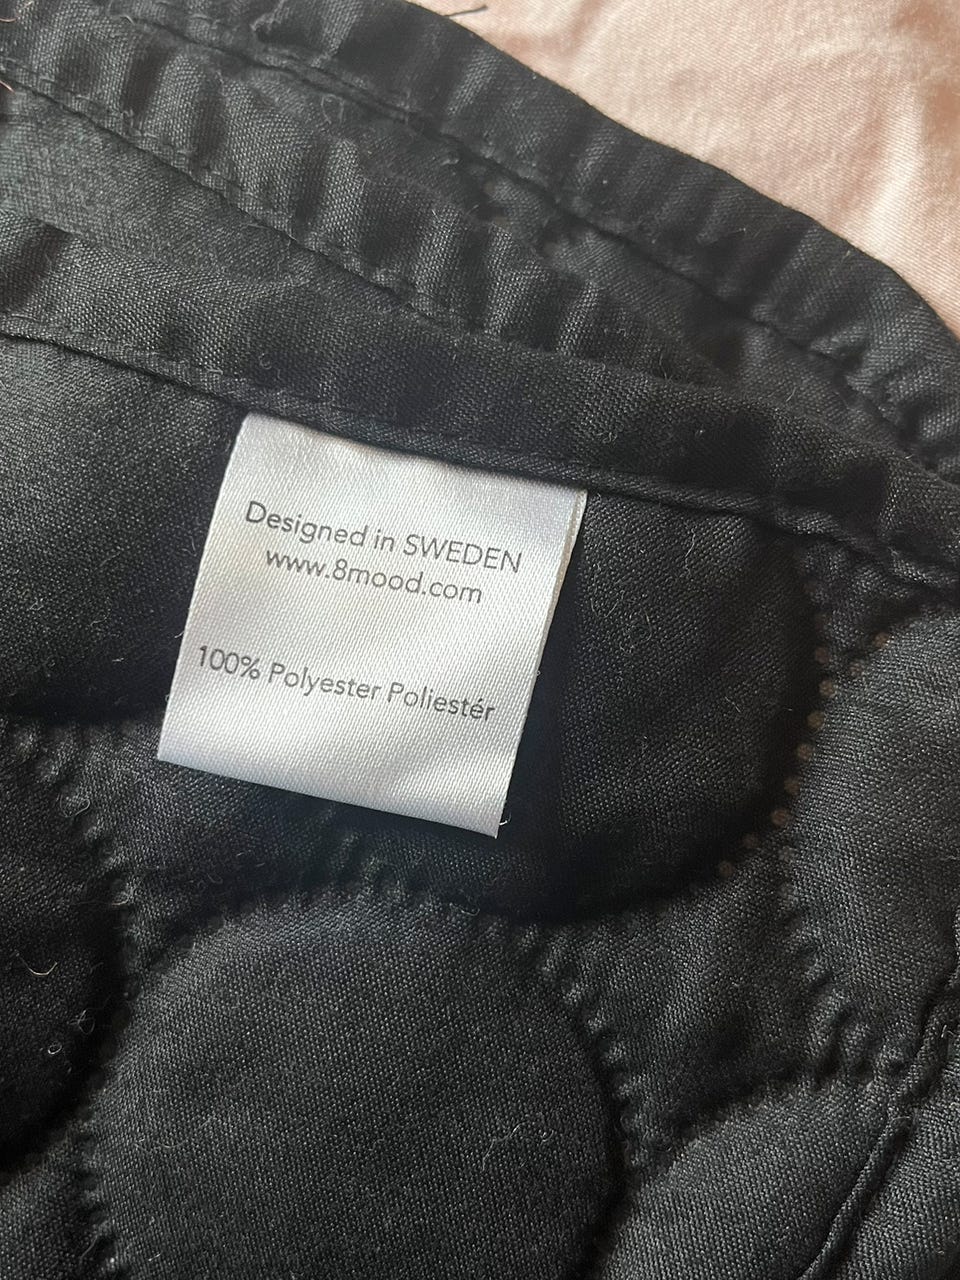 Designed in SWEDEN
www.8mood.com
100% Polyester Poliestér